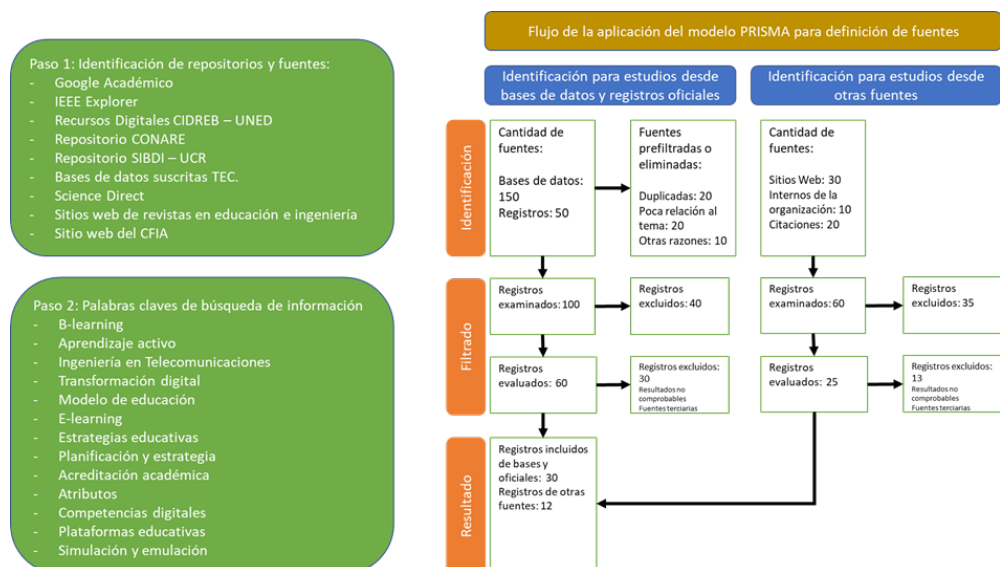 Paso 1: Identificación de repositorios y fuentes:
- Google Académico
- IEEE Explorer
- Recursos Digitales CIDREB – UNED
- Repositorio CONARE
- Repositorio SIBDI – UCR
- Bases de datos suscritas TEC.
- Science Direct
- Sitios web de revistas en educación e ingeniería
- Sitio web del CFIA
Paso 2: Palabras claves de búsqueda de información
- B-learning
- Aprendizaje activo
- Ingeniería en Telecomunicaciones
- Transformación digital
- Modelo de educación
- E-learning
- Estrategias educativas
- Planificación y estrategia
- Acreditación académica
- Atributos
- Competencias digitales
- Plataformas educativas
- Simulación y emulación
Flujo de la aplicación del modelo PRISMA para definición de fuentes
Identificación para estudios desde
bases de datos y registros oficiales
Identificación para estudios desde
otras fuentes
Identificación
Cantidad de
fuentes:
Bases de datos:
150
Registros: 50
Fuentes
prefiltradas o
eliminadas:
Duplicadas: 20
Poca relación al
tema: 20
Otras razones: 10
Cantidad de
fuentes:
Sitios Web: 30
Internos de la
organización: 10
Citaciones: 20
Filtrado
Registros
examinados: 100
Registros
excluidos: 40
Registros
examinados: 60
Registros
excluidos: 35
Registros
evaluados: 60
Registros excluidos:
30
Resultados no
comprobables
Fuentes terciarias
Registros
evaluados: 25
Registros excluidos:
13
Resultados no
comprobables
Fuentes terciarias
Resultado
Registros incluidos
de bases y
oficiales: 30
Registros de otras
fuentes: 12